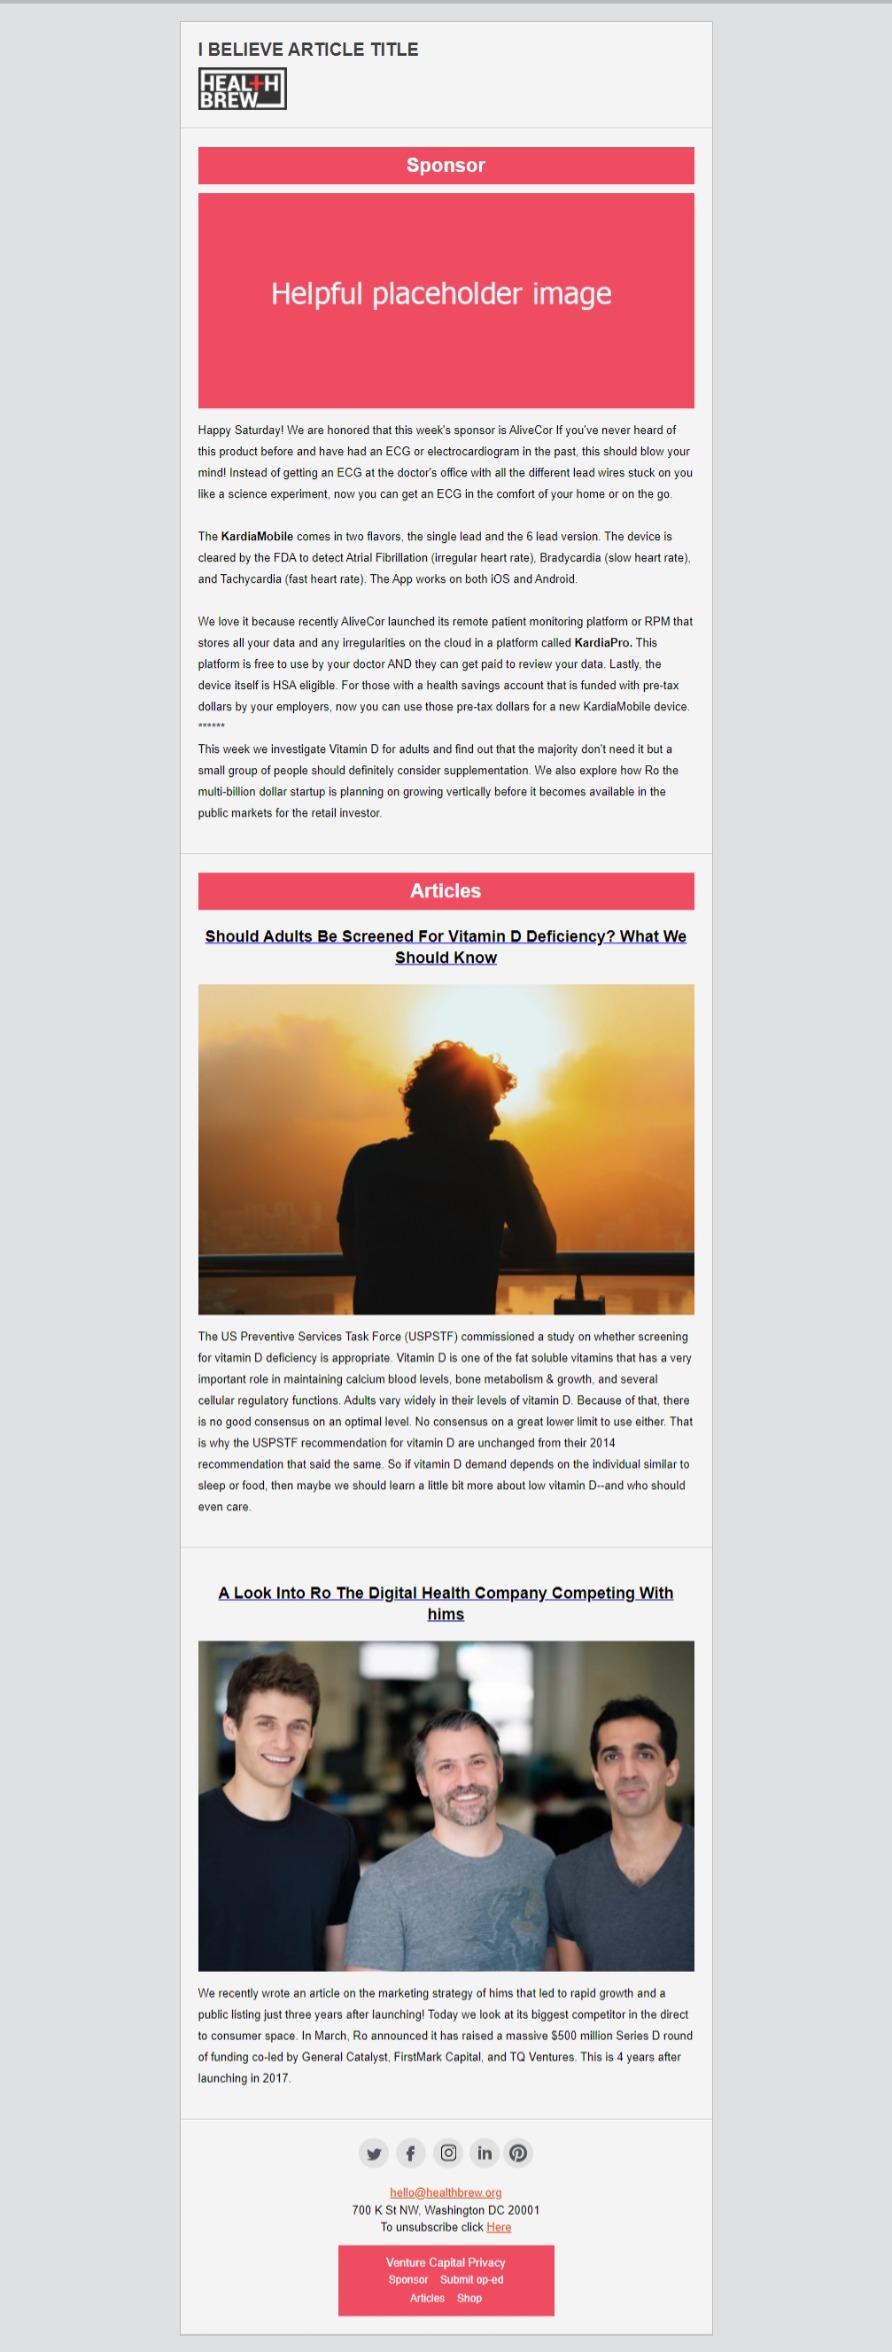 I BELIEVE ARTICLE TITLE
HEALTH
BREW
Sponsor
Helpful placeholder image
Happy Saturday! We are honored that this week's sponsor is AliveCor If you've never heard of
this product before and have had an ECG or electrocardiogram in the past, this should blow your
mind! Instead of getting an ECG at the doctor's office with all the different lead wires stuck on you
like a science experiment, now you can get an ECG in the comfort of your home or on the go.
The KardiaMobile comes in two flavors, the single lead and the 6 lead version. The device is
cleared by the FDA to detect Atrial Fibrillation (irregular heart rate), Bradycardia (slow heart rate),
and Tachycardia (fast heart rate). The App works on both iOS and Android.
We love it because recently AliveCor launched its remote patient monitoring platform or RPM that
stores all your data and any irregularities on the cloud in a platform called KardiaPro. This
platform is free to use by your doctor AND they can get paid to review your data. Lastly, the
device itself is HSA eligible. For those with a health savings account that is funded with pre-tax
dollars by your employers, now you can use those pre-tax dollars for a new KardiaMobile device.
******
This week we investigate Vitamin D for adults and find out that the majority don't need it but a
small group of people should definitely consider supplementation. We also explore how Ro the
multi-billion dollar startup is planning on growing vertically before it becomes available in the
public markets for the retail investor.
Articles
Should Adults Be Screened For Vitamin D Deficiency? What We
Should Know
The US Preventive Services Task Force (USPSTF) commissioned a study on whether screening
for vitamin D deficiency is appropriate. Vitamin D is one of the fat soluble vitamins that has a very
important role in maintaining calcium blood levels, bone metabolism & growth, and several
cellular regulatory functions. Adults vary widely in their levels of vitamin D. Because of that, there
is no good consensus on an optimal level. No consensus on a great lower limit to use either. That
is why the USPSTF recommendation for vitamin D are unchanged from their 2014
recommendation that said the same. So if vitamin D demand depends on the individual similar to
sleep or food, then maybe we should learn a little bit more about low vitamin D--and who should
even care.
A Look Into Ro The Digital Health Company Competing With
hims
We recently wrote an article on the marketing strategy of hims that led to rapid growth and a
public listing just three years after launching! Today we look at its biggest competitor in the direct
to consumer space. In March, Ro announced it has raised a massive $500 million Series D round
of funding co-led by General Catalyst, FirstMark Capital, and TQ Ventures. This is 4 years after
launching in 2017.
hello@healthbrew.org
700 K St NW, Washington DC 20001
To unsubscribe click Here
Venture Capital Privacy
Sponsor Submit op-ed
Articles Shop